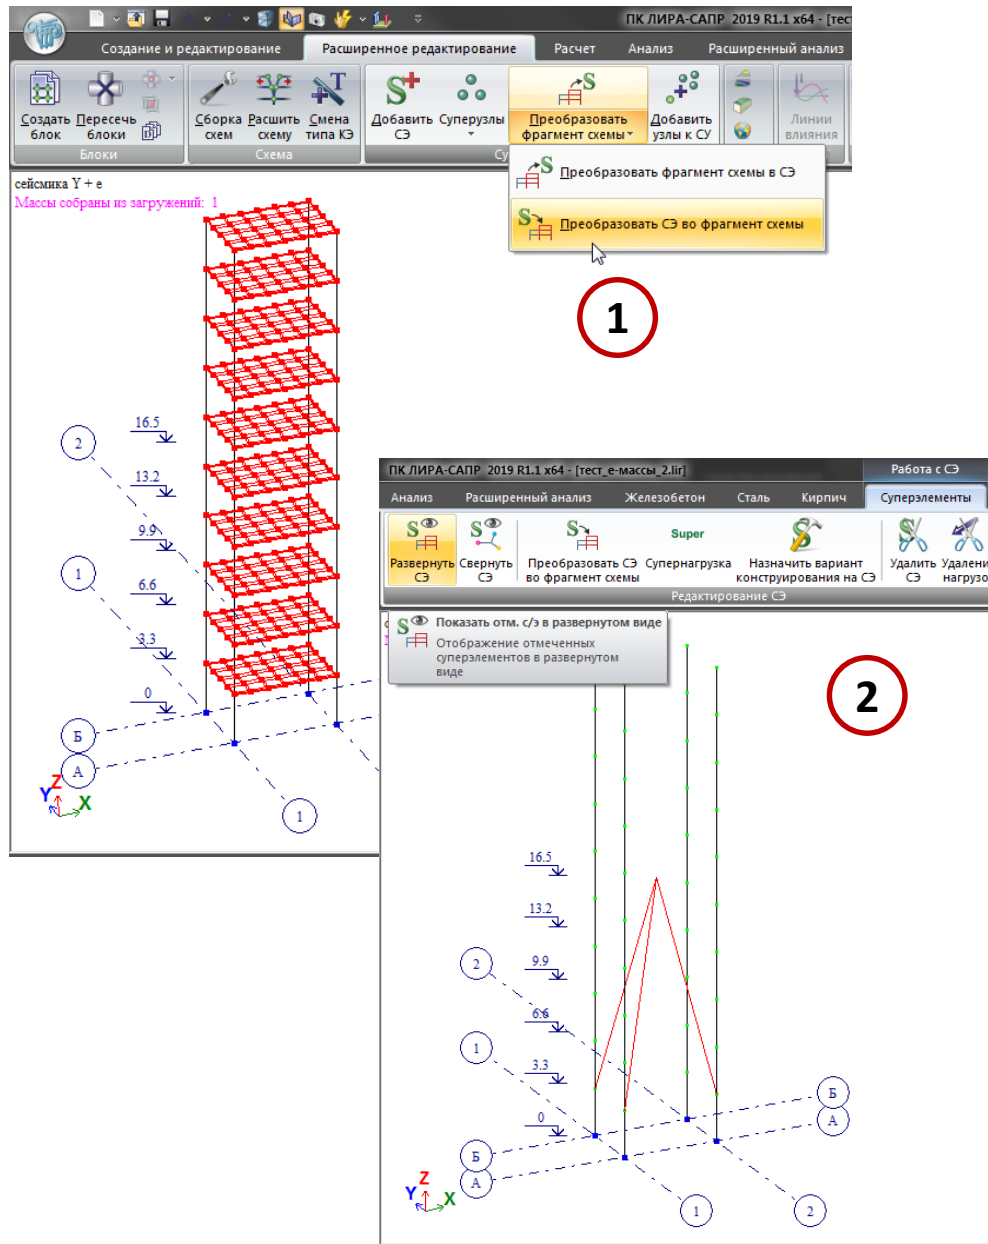 ПК ЛИРА-САПР 2019 R1.1 x64 - [тест
Создание и редактирование Расширенное редактирование Расчет Анализ Расширенный анализ
Создать блок
Пересечь блоки
Сборка схем
Расшить схему
Смена типа КЭ
Добавить СЭ
Суперузлы
Преобразовать фрагмент схемы
Добавить узлы к СУ
Линии влияния
Блоки
Схема
Су
Преобразовать фрагмент схемы в СЭ
Преобразовать СЭ во фрагмент схемы
сейсмика Y + e
Массы собраны из загружений: 1
1
16.5
2
13.2
9.9
1
6.6
3.3
0
Б
А
Z
Y X
1
ПК ЛИРА-САПР 2019 R1.1 x64 - [тест_е-массы_2.lir]
Работа с СЭ
Анализ Расширенный анализ Железобетон Сталь Кирпич Суперэлементы
Super
Развернуть СЭ
Свернуть СЭ
Преобразовать СЭ во фрагмент схемы
Супернагрузка
Назначить вариант конструирования на СЭ
Удалить СЭ
Удалени нагрузо
Редактирование СЭ
Показать отм. с/э в развернутом виде
Отображение отмеченных
суперэлементов в развернутом
виде
2
16.5
13.2
2
9.9
6.6
1
3.3
0
Б
А
Б
А
Z
Y X
1
2